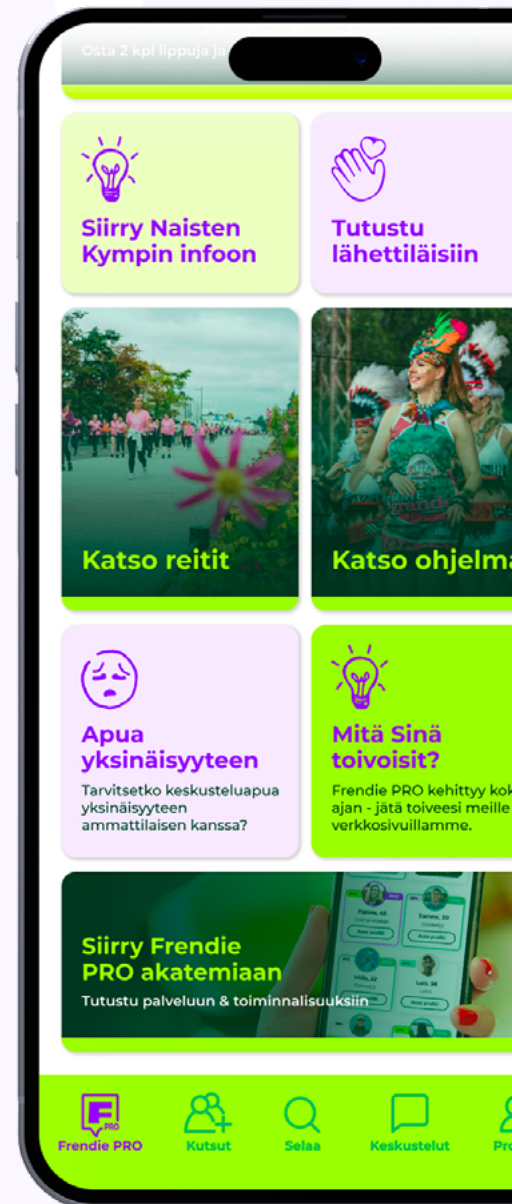 Osta 2 kpl lippuja ja
Siirry Naisten
Kympin infoon
Tutustu
lähettiläisiin
Katso reitit
Katso ohjelma
Apua
yksinäisyyteen
Tarvitsetko keskusteluapua
yksinäisyyteen
ammattilaisen kanssa?
Mitä Sinä
toivoisit?
Frendie PRO kehittyy kok
ajan - jätä toiveesi meille
verkkosivuillamme.
Siirry Frendie
PRO akatemiaan
Tutustu palveluun & toiminnalisuuksiin
PRO
Frendie PRO
Kutsut
Selaa
Keskustelut
Pro